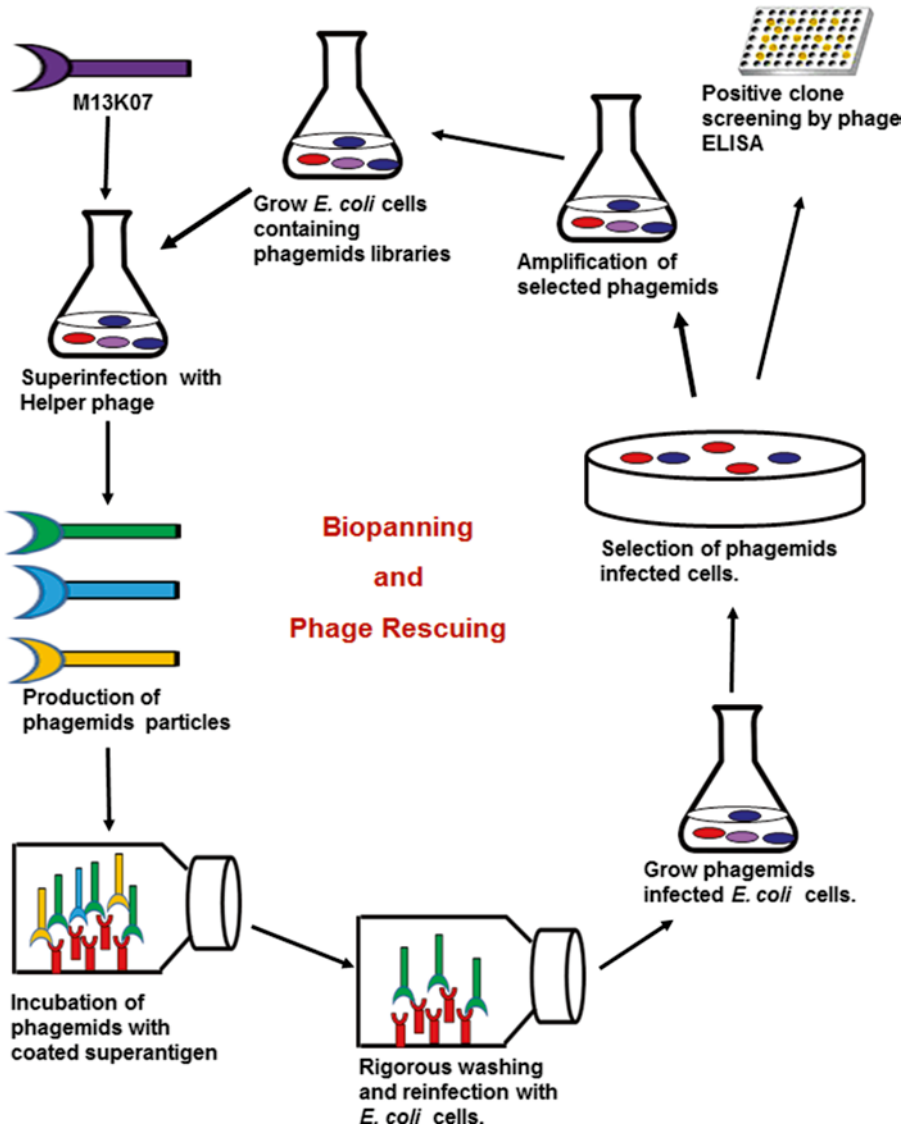 M13K07
Grow E. coli cells
containing
phagemids libraries
Positive clone
screening by phage
ELISA
Amplification of
selected phagemids
Superinfection with
Helper phage
Biopanning
and
Phage Rescuing
Selection of phagemids
infected cells.
Production of
phagemids particles
Grow phagemids
infected E. coli cells.
Incubation of
phagemids with
coated superantigen
Rigorous washing
and reinfection with
E. coli cells.